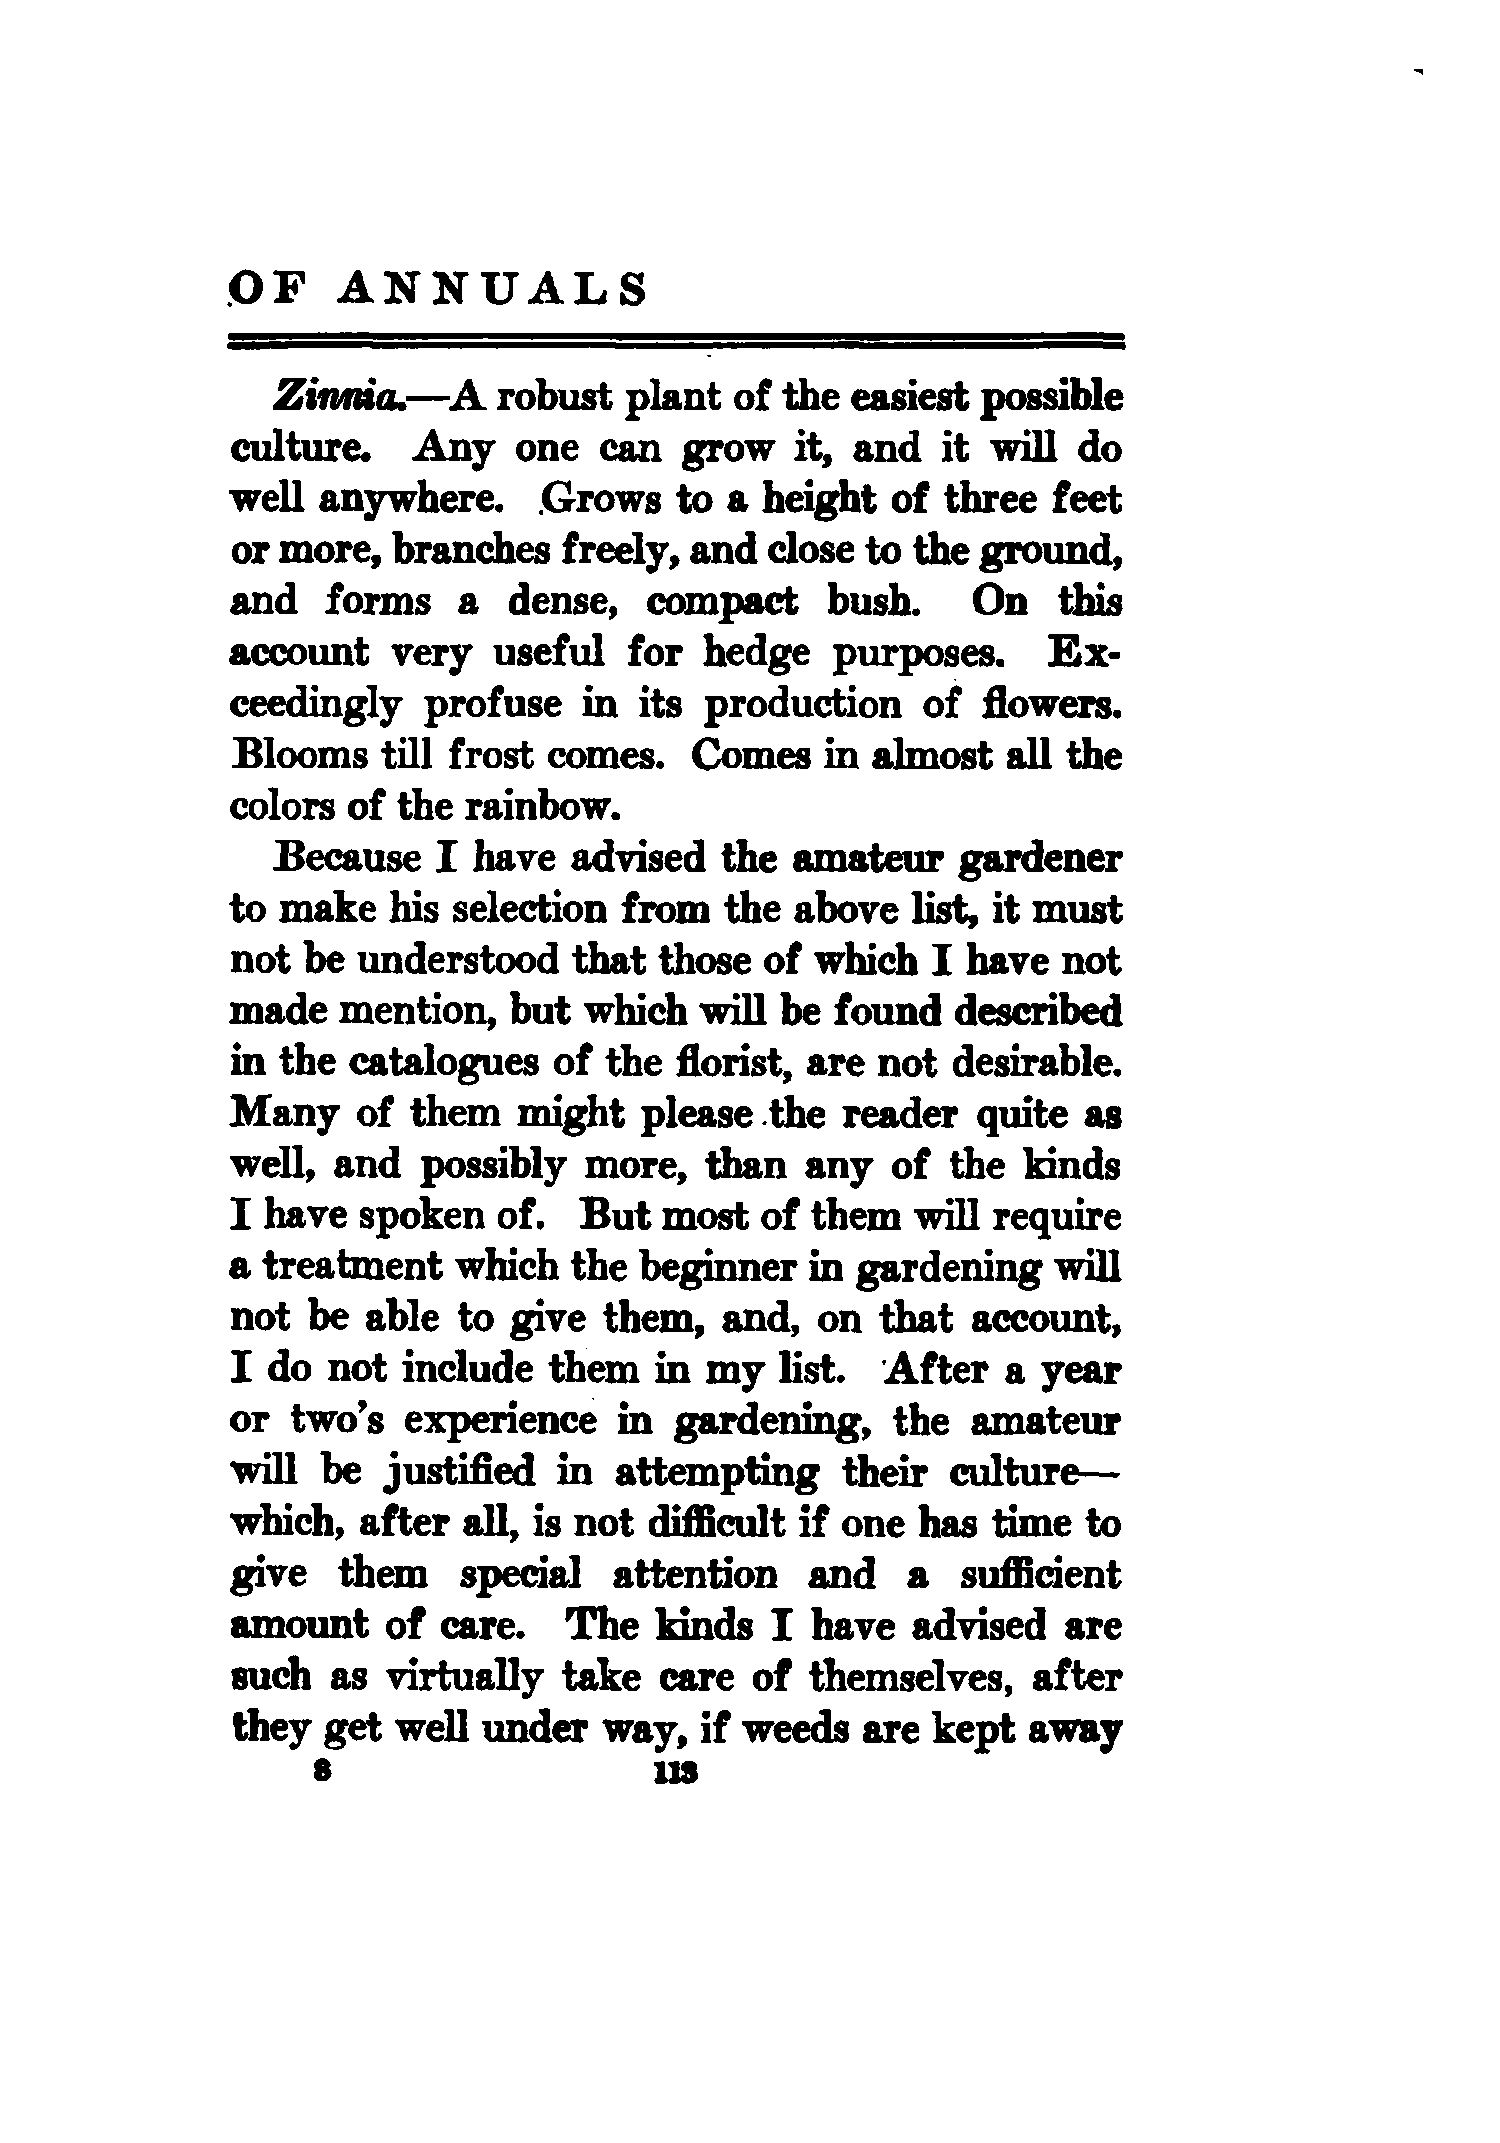 OF ANNUALS
Zinnia.—A robust plant of the easiest possible
culture. Any one can grow it, and it will do
well anywhere. Grows to a height of three feet
or more, branches freely, and close to the ground,
and forms a dense, compact bush. On this
account very useful for hedge purposes. Ex-
ceedingly profuse in its production of flowers.
Blooms till frost comes. Comes in almost all the
colors of the rainbow.
Because I have advised the amateur gardener
to make his selection from the above list, it must
not be understood that those of which I have not
made mention, but which will be found described
in the catalogues of the florist, are not desirable.
Many of them might please the reader quite as
well, and possibly more, than any of the kinds
I have spoken of. But most of them will require
a treatment which the beginner in gardening will
not be able to give them, and, on that account,
I do not include them in my list. After a year
or two's experience in gardening, the amateur
will be justified in attempting their culture—
which, after all, is not difficult if one has time to
give them special attention and a sufficient
amount of care. The kinds I have advised are
such as virtually take care of themselves, after
they get well under way, if weeds are kept away
8 113